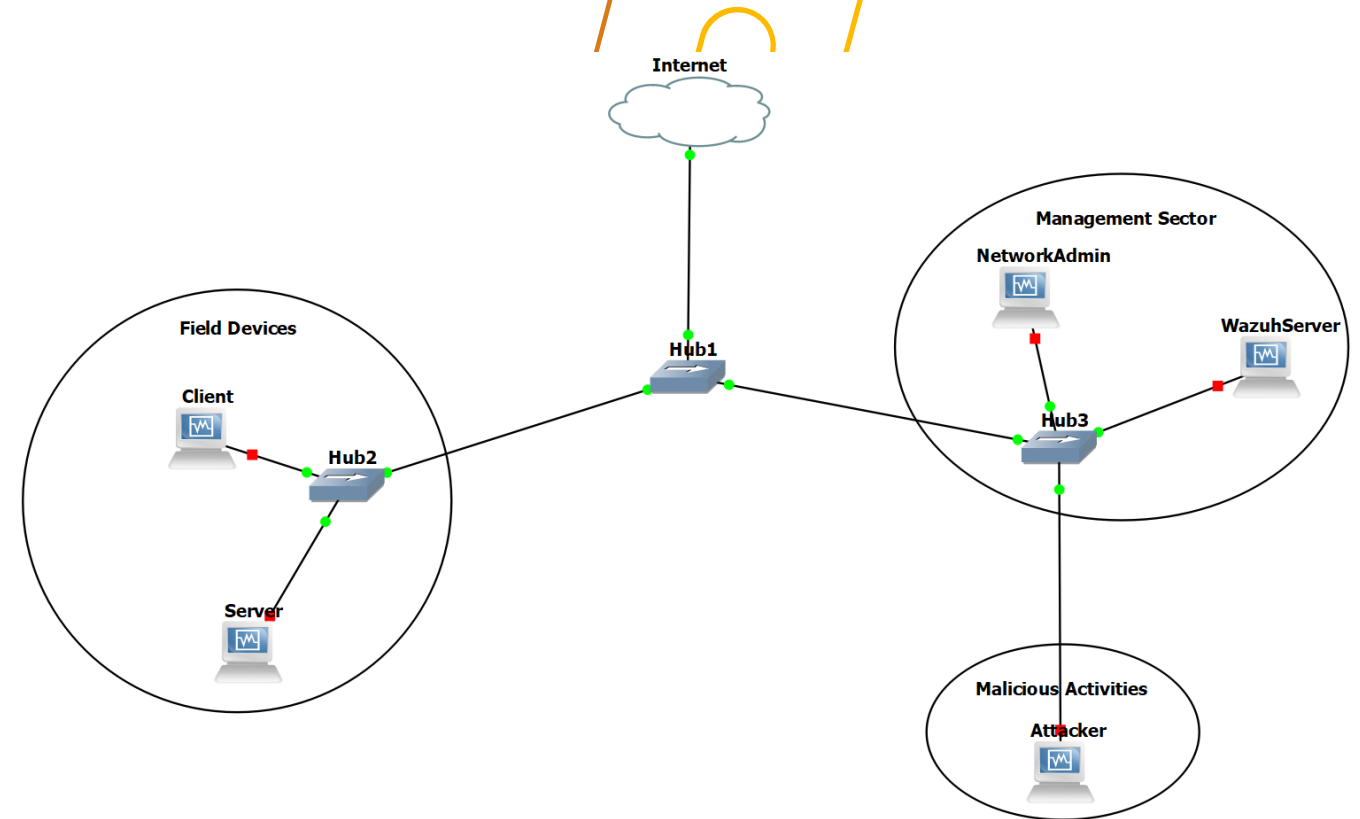 Internet
Management Sector
NetworkAdmin
WazuhServer
Field Devices
Hub1
Client
Hub3
Hub2
Server
Malicious Activities
Attacker